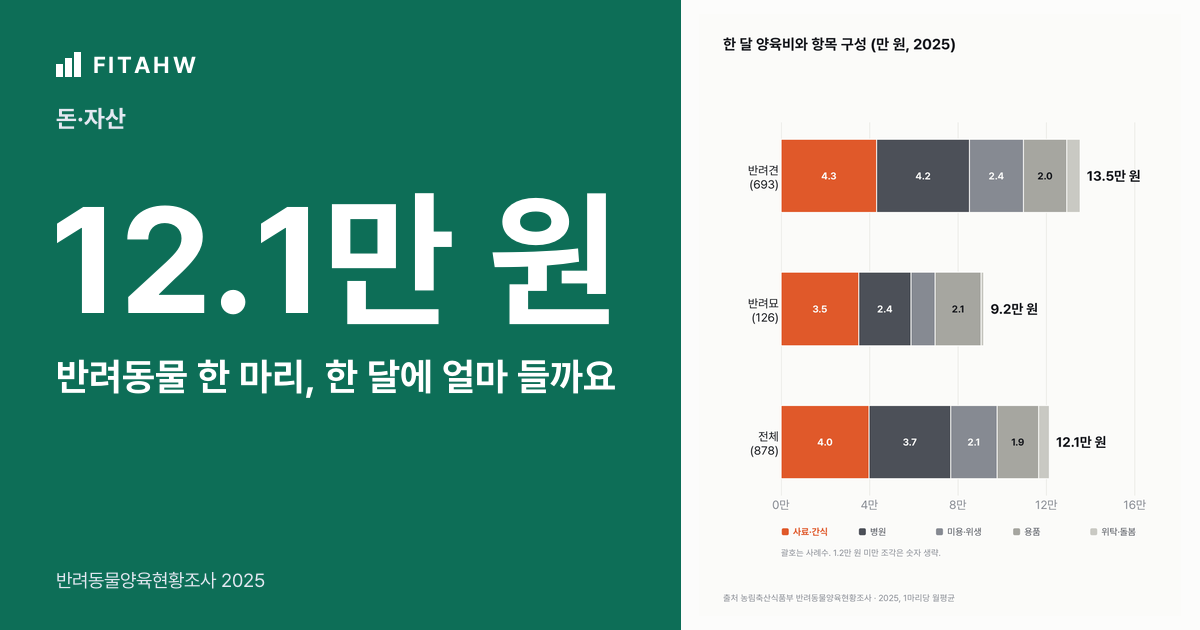 FITAHW
돈·자산
12.1만 원
반려동물 한 마리, 한 달에 얼마 들까요
반려동물양육현황조사 2025
한 달 양육비와 항목 구성 (만 원, 2025)
반려견
(693)
4.3 4.2 2.4 2.0 13.5만 원
반려묘
(126)
3.5 2.4 2.1 9.2만 원
전체
(878)
4.0 3.7 2.1 1.9 12.1만 원
0만 4만 8만 12만 16만
사료·간식 병원 미용·위생 용품 위탁·돌봄
괄호는 사례수. 1.2만 원 미만 조각은 숫자 생략.
출처 농림축산식품부 반려동물양육현황조사 · 2025, 1마리당 월평균